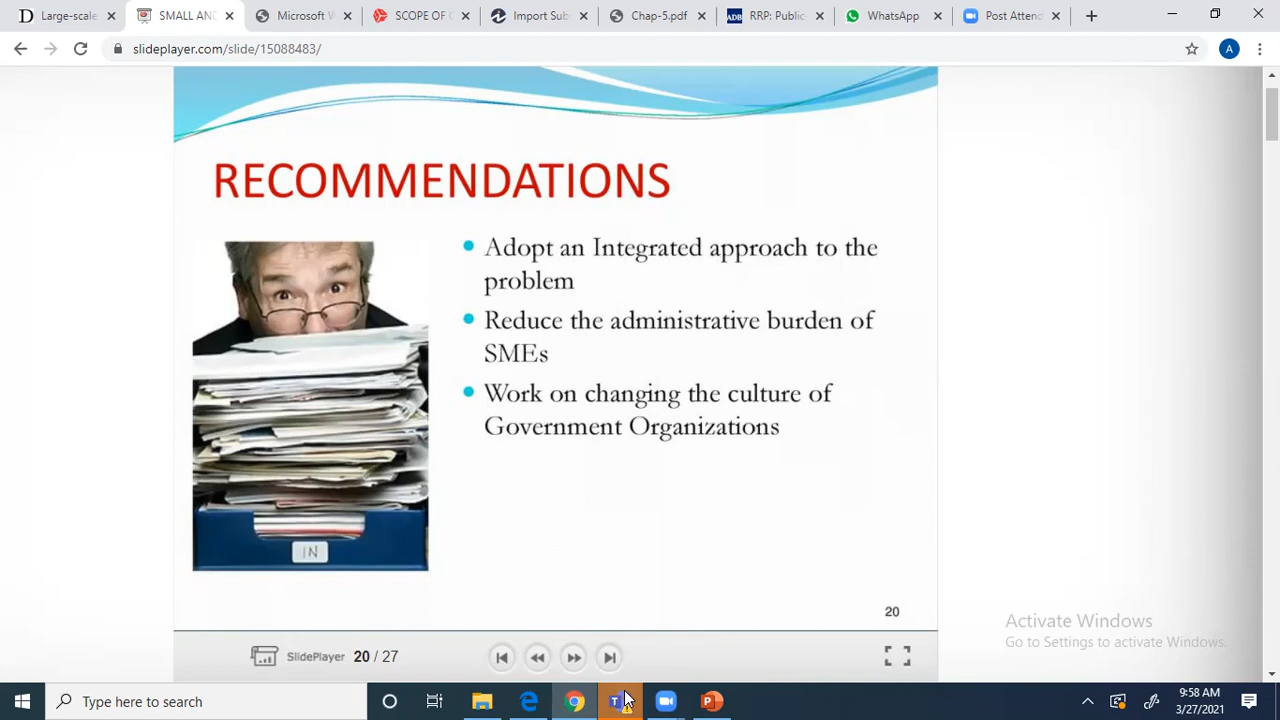 Large-scale
SMALL AND
Microsoft W
SCOPE OF C
Import Sub
Chap-5.pdf
ADB
RRP: Public
WhatsApp
Post Attend
slideplayer.com/slide/15088483/
A
RECOMMENDATIONS
Adopt an Integrated approach to the
problem
Reduce the administrative burden of
SMEs
Work on changing the culture of
Government Organizations
IN
20
Activate Windows
Go to Settings to activate Windows.
SlidePlayer 20 / 27
Type here to search
9:58 AM
3/27/2021